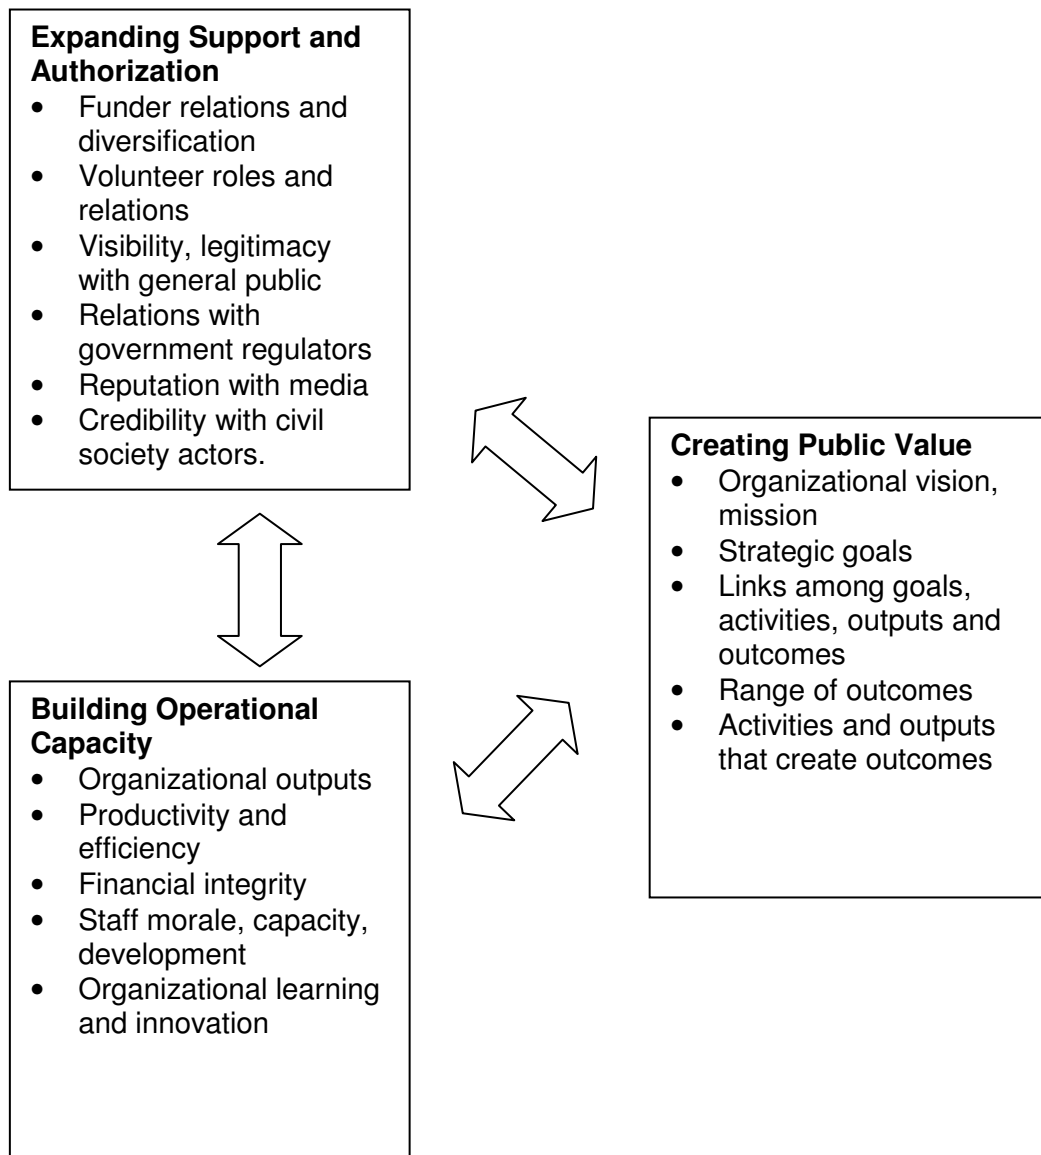 Expanding Support and
Authorization
• Funder relations and
diversification
• Volunteer roles and
relations
• Visibility, legitimacy
with general public
• Relations with
government regulators
• Reputation with media
• Credibility with civil
society actors.
Creating Public Value
• Organizational vision,
mission
• Strategic goals
• Links among goals,
activities, outputs and
outcomes
• Range of outcomes
• Activities and outputs
that create outcomes
Building Operational
Capacity
• Organizational outputs
• Productivity and
efficiency
• Financial integrity
• Staff morale, capacity,
development
• Organizational learning
and innovation